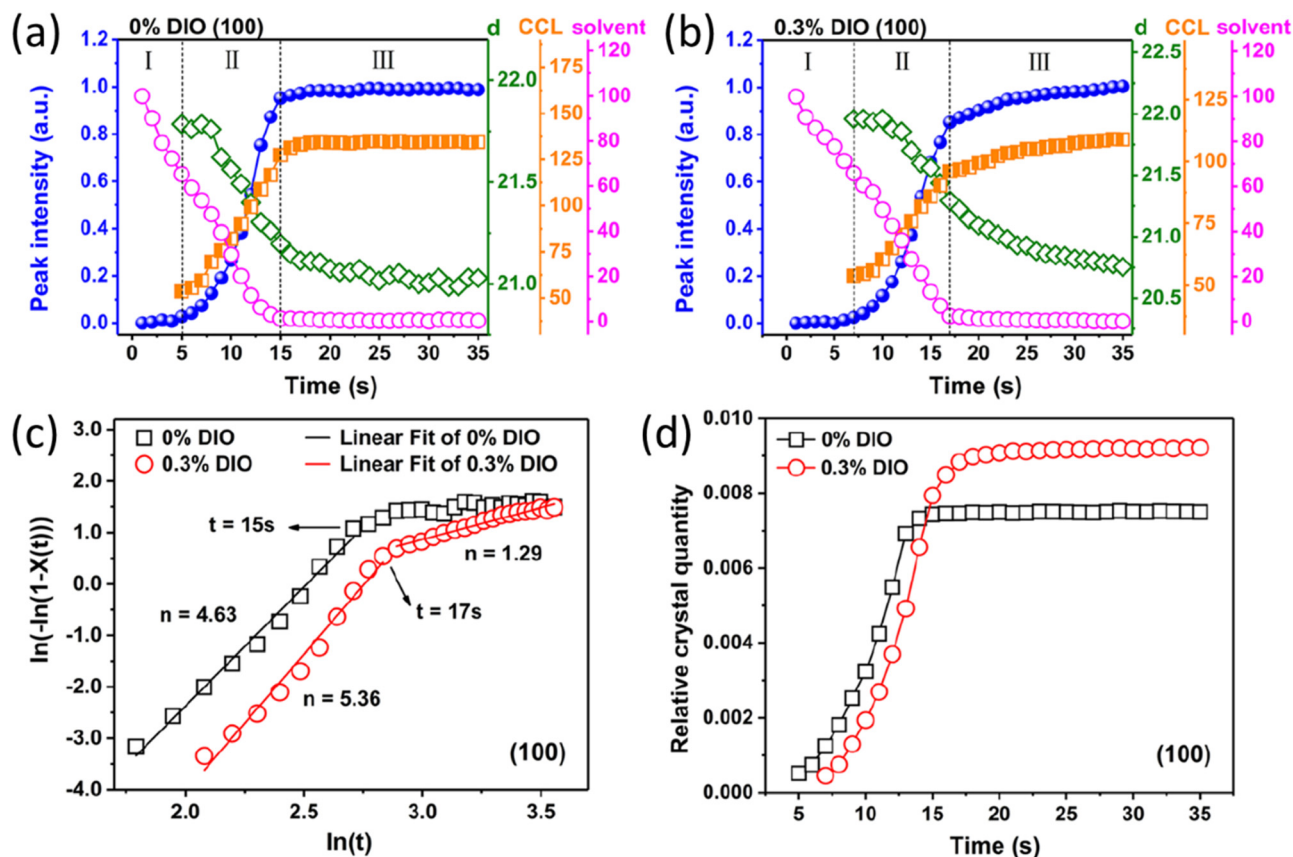 (a)
0% DIO (100)
d CCL solvent
I II III
Peak intensity (a.u.)
1.2
1.0
0.8
0.6
0.4
0.2
0.0
0 5 10 15 20 25 30 35
Time (s)
22.0
21.5
21.0
175
150
125
100
75
50
120
100
80
60
40
20
0
(b)
0.3% DIO (100)
d CCL solvent
I II III
Peak intensity (a.u.)
1.2
1.0
0.8
0.6
0.4
0.2
0.0
0 5 10 15 20 25 30 35
Time (s)
22.5
22.0
21.5
21.0
20.5
125
100
75
50
120
100
80
60
40
20
0
(c)
0% DIO
Linear Fit of 0% DIO
0.3% DIO
Linear Fit of 0.3% DIO
ln(-ln(1-X(t)))
3.0
2.0
1.0
0.0
-1.0
-2.0
-3.0
-4.0
t = 15s
n = 1.29
n = 4.63
t = 17s
n = 5.36
(100)
2.0 2.5 3.0 3.5
ln(t)
(d)
0% DIO
0.3% DIO
Relative crystal quantity
0.010
0.008
0.006
0.004
0.002
0.000
(100)
5 10 15 20 25 30 35
Time (s)